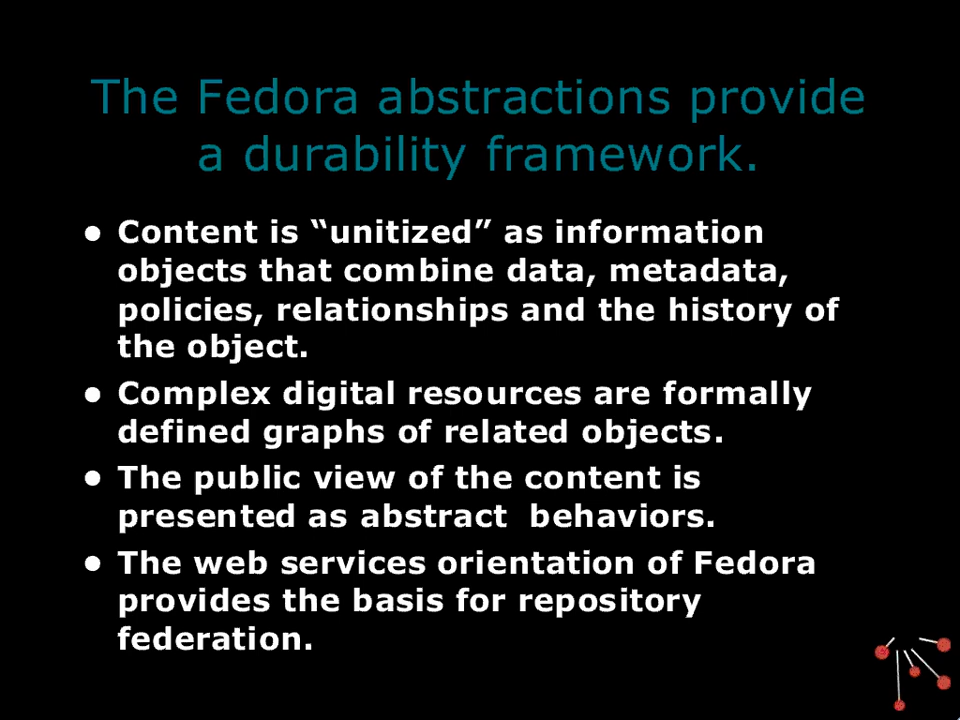 The Fedora abstractions provide
a durability framework.
• Content is “unitized” as information
objects that combine data, metadata,
policies, relationships and the history of
the object.
• Complex digital resources are formally
defined graphs of related objects.
• The public view of the content is
presented as abstract  behaviors.
• The web services orientation of Fedora
provides the basis for repository
federation.